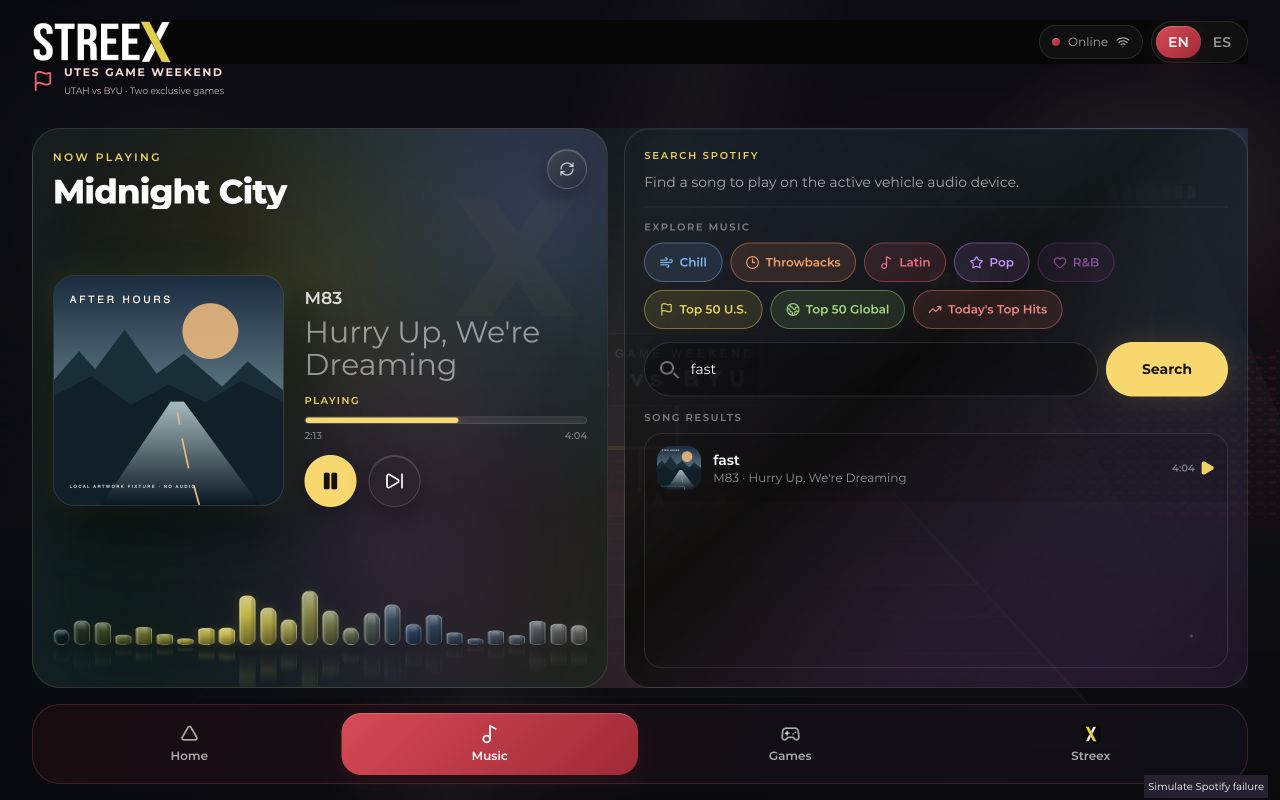 STREEX
UTES GAME WEEKEND
UTAH vs BYU · Two exclusive games
Online
EN
ES
NOW PLAYING
Midnight City
AFTER HOURS
LOCAL ARTWORK FIXTURE · NO AUDIO
M83
Hurry Up, We're
Dreaming
PLAYING
2:13
4:04
SEARCH SPOTIFY
Find a song to play on the active vehicle audio device.
EXPLORE MUSIC
Chill
Throwbacks
Latin
Pop
R&B
Top 50 U.S.
Top 50 Global
Today's Top Hits
GAME WEEKEND
vs BYU
fast
Search
SONG RESULTS
fast
M83 · Hurry Up, We're Dreaming
4:04
Home
Music
Games
X
Streex
Simulate Spotify failure